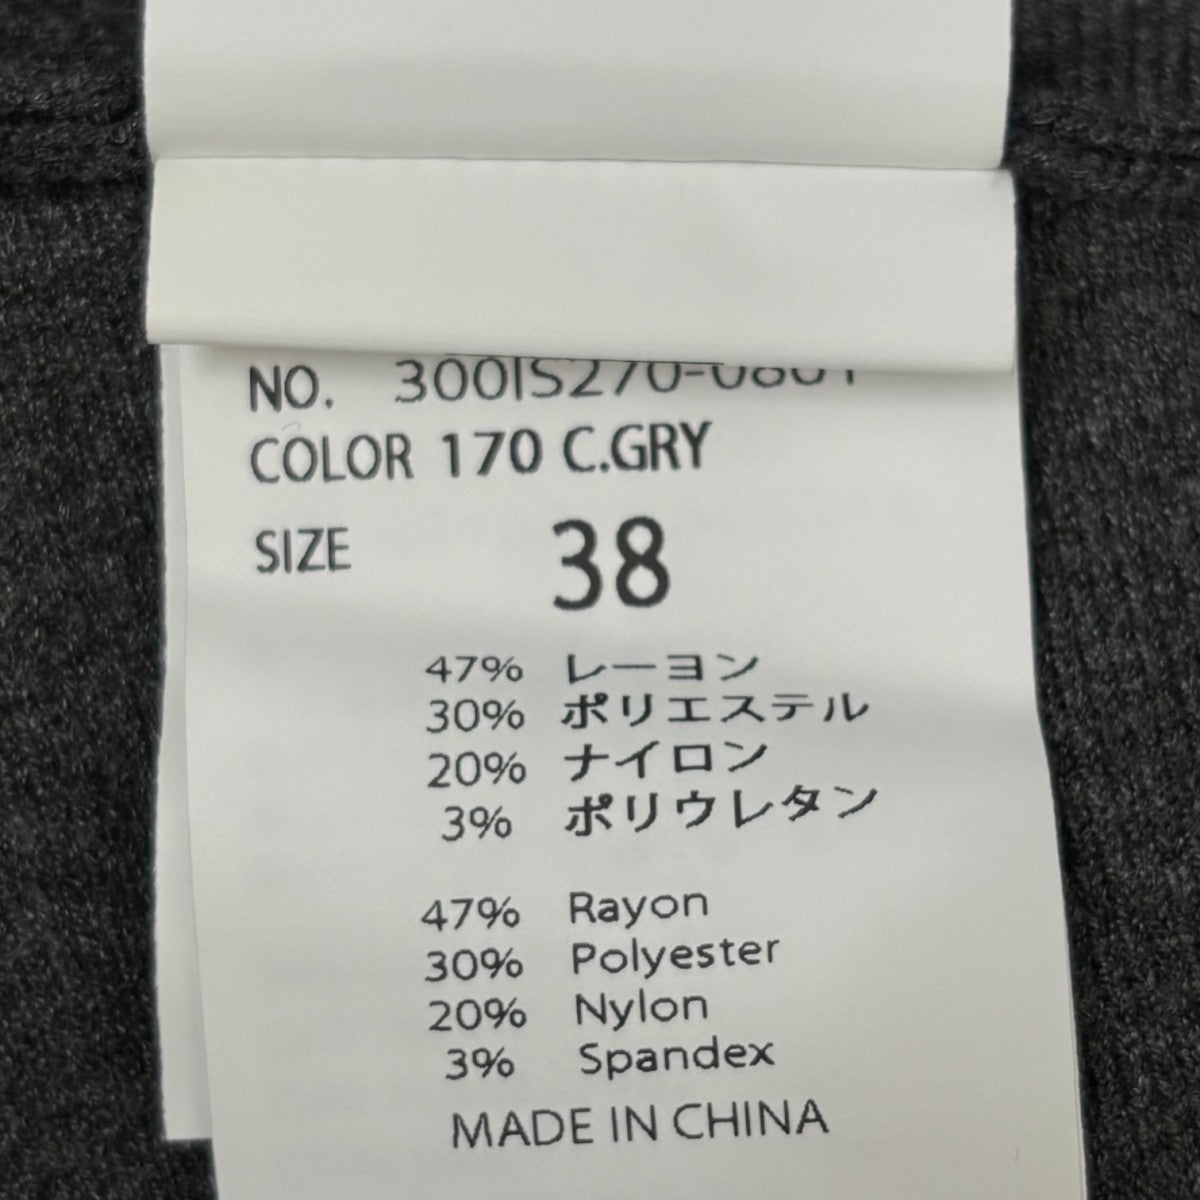 NO. 300IS270-0801
COLOR 170 C.GRY
SIZE 38
47% レーヨン
30% ポリエステル
20% ナイロン
3% ポリウレタン
47% Rayon
30% Polyester
20% Nylon
3% Spandex
MADE IN CHINA